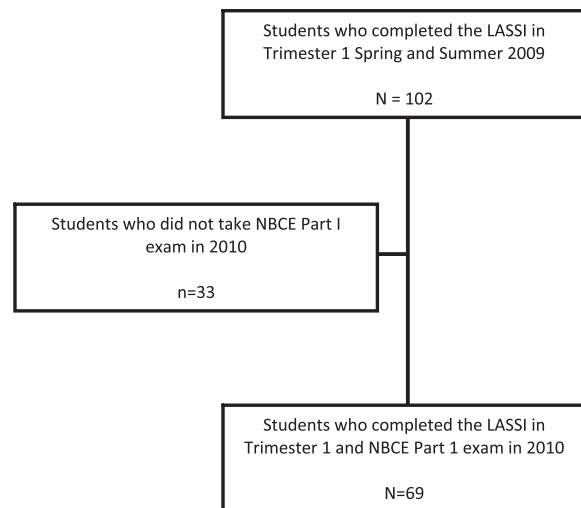 Students who completed the LASSI in
Trimester 1 Spring and Summer 2009
N = 102
Students who did not take NBCE Part I
exam in 2010
n=33
Students who completed the LASSI in
Trimester 1 and NBCE Part 1 exam in 2010
N=69